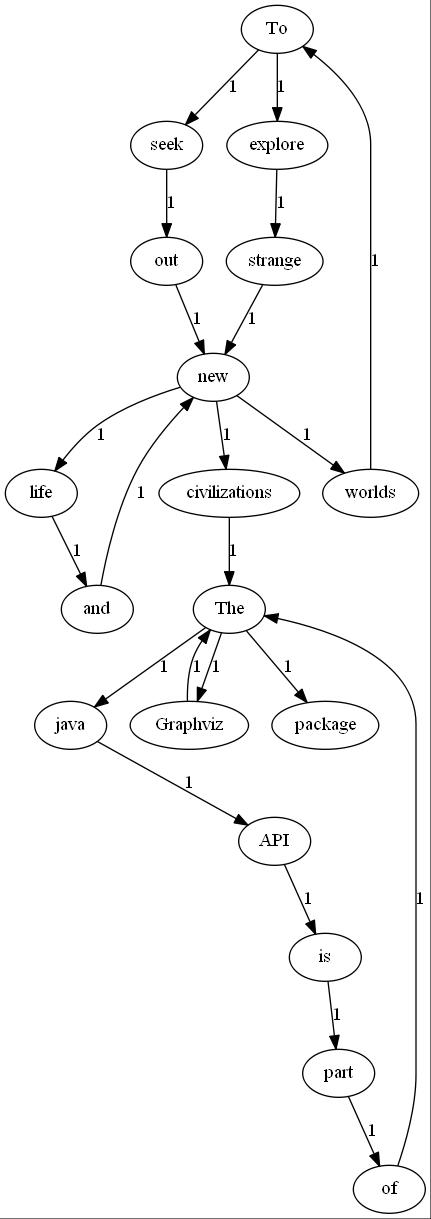 To
1 1
seek explore
1 1
out strange
1
1 1
new
1 1 1
life civilizations worlds
1 1 1
and The
1 1 1 1
java Graphviz package
1
API
1 1
is
1
part
1
of